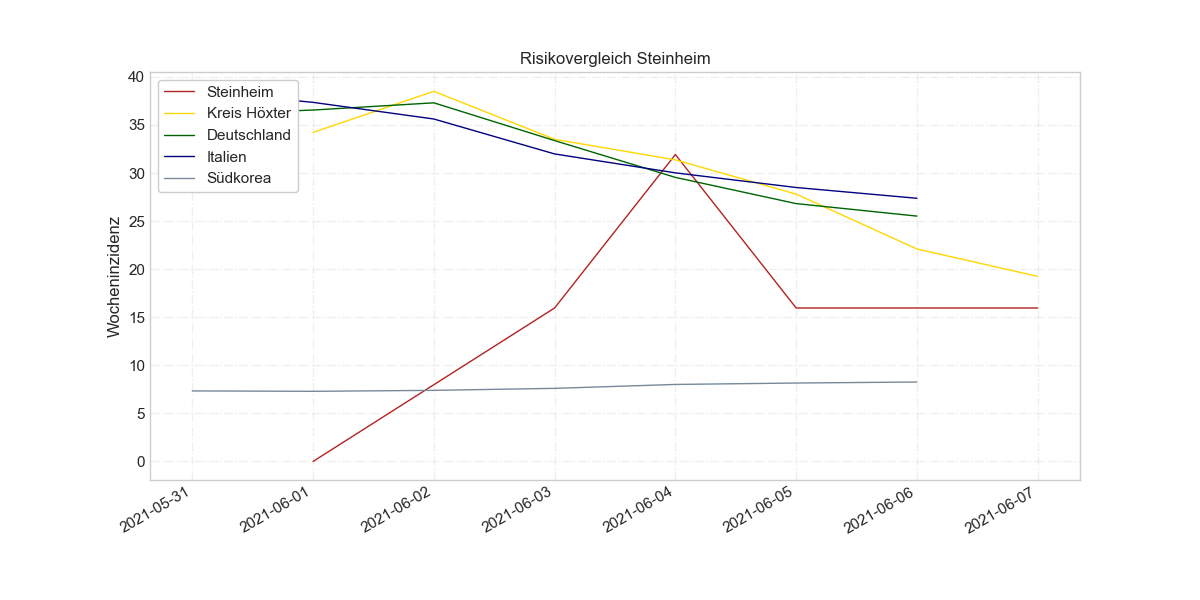 Risikovergleich Steinheim
Steinheim
Kreis Höxter
Deutschland
Italien
Südkorea
Wocheninzidenz
40
35
30
25
20
15
10
5
0
2021-05-31
2021-06-01
2021-06-02
2021-06-03
2021-06-04
2021-06-05
2021-06-06
2021-06-07